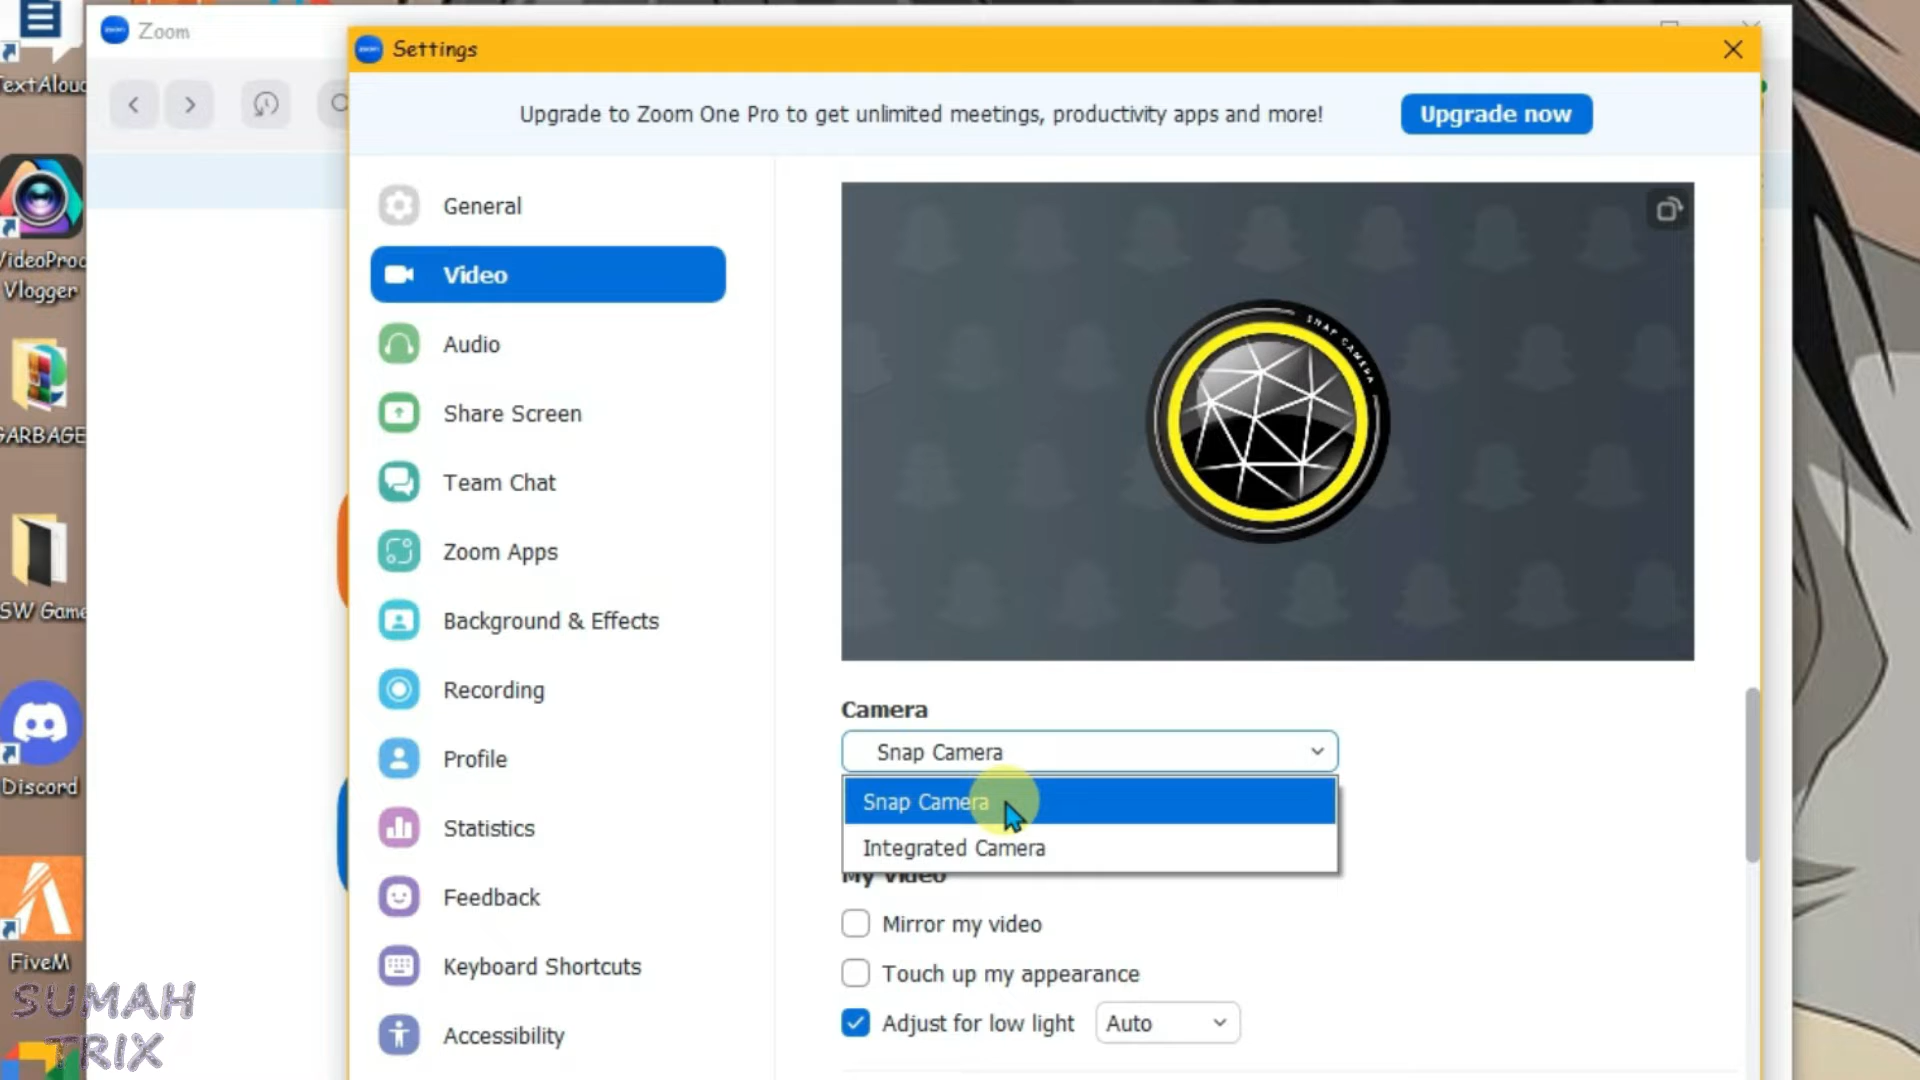 Zoom
Settings
Upgrade to Zoom One Pro to get unlimited meetings, productivity apps and more!
Upgrade now
General
Video
Audio
Share Screen
Team Chat
Zoom Apps
Background & Effects
Recording
Profile
Statistics
Feedback
Keyboard Shortcuts
Accessibility
SNAP CAMERA
Camera
Snap Camera
Snap Camera
Integrated Camera
My Video
Mirror my video
Touch up my appearance
Adjust for low light
Auto
TextAloud
VideoProc
Vlogger
GARBAGE
SW Game
Discord
FiveM
SUMAH
TRIX